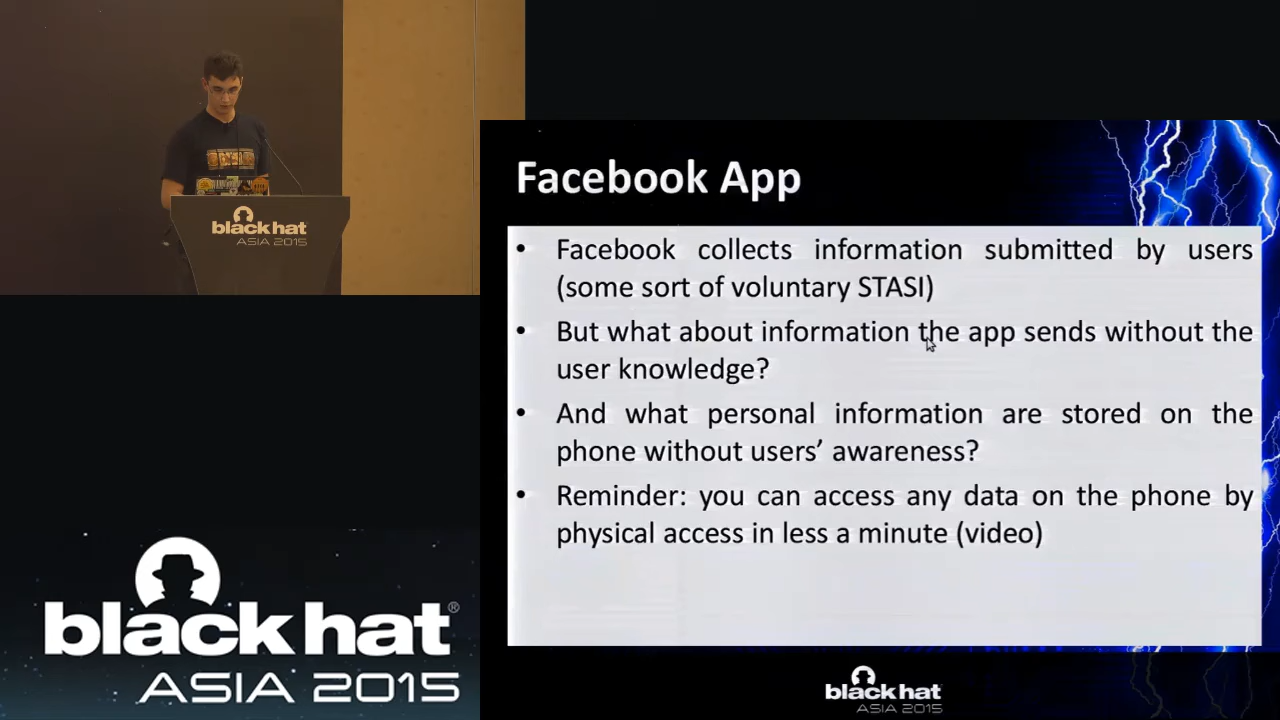 black hat
ASIA 2015
Facebook App
• Facebook collects information submitted by users
(some sort of voluntary STASI)
• But what about information the app sends without the
user knowledge?
• And what personal information are stored on the
phone without users’ awareness?
• Reminder: you can access any data on the phone by
physical access in less a minute (video)
black hat®
ASIA 2015
black hat
ASIA 2015